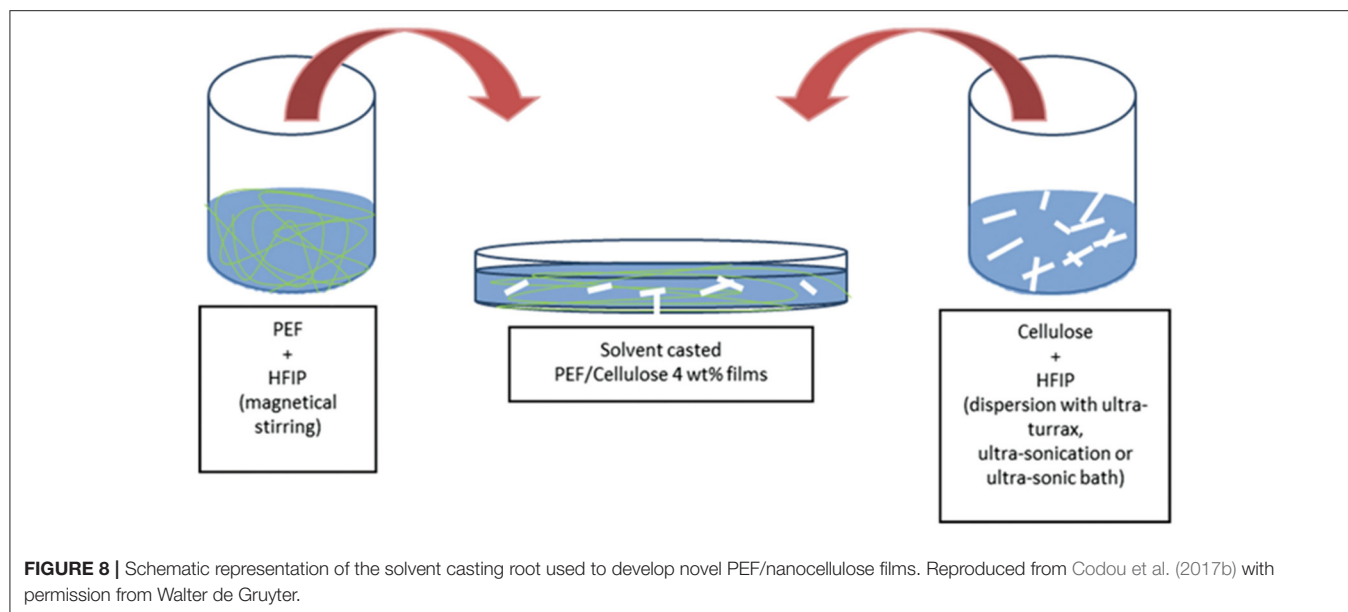 PEF
+
HFIP
(magnetical
stirring)
Solvent casted
PEF/Cellulose 4 wt% films
Cellulose
+
HFIP
(dispersion with ultra-
turrax,
ultra-sonication or
ultra-sonic bath)
FIGURE 8 | Schematic representation of the solvent casting root used to develop novel PEF/nanocellulose films. Reproduced from Codou et al. (2017b) with
permission from Walter de Gruyter.